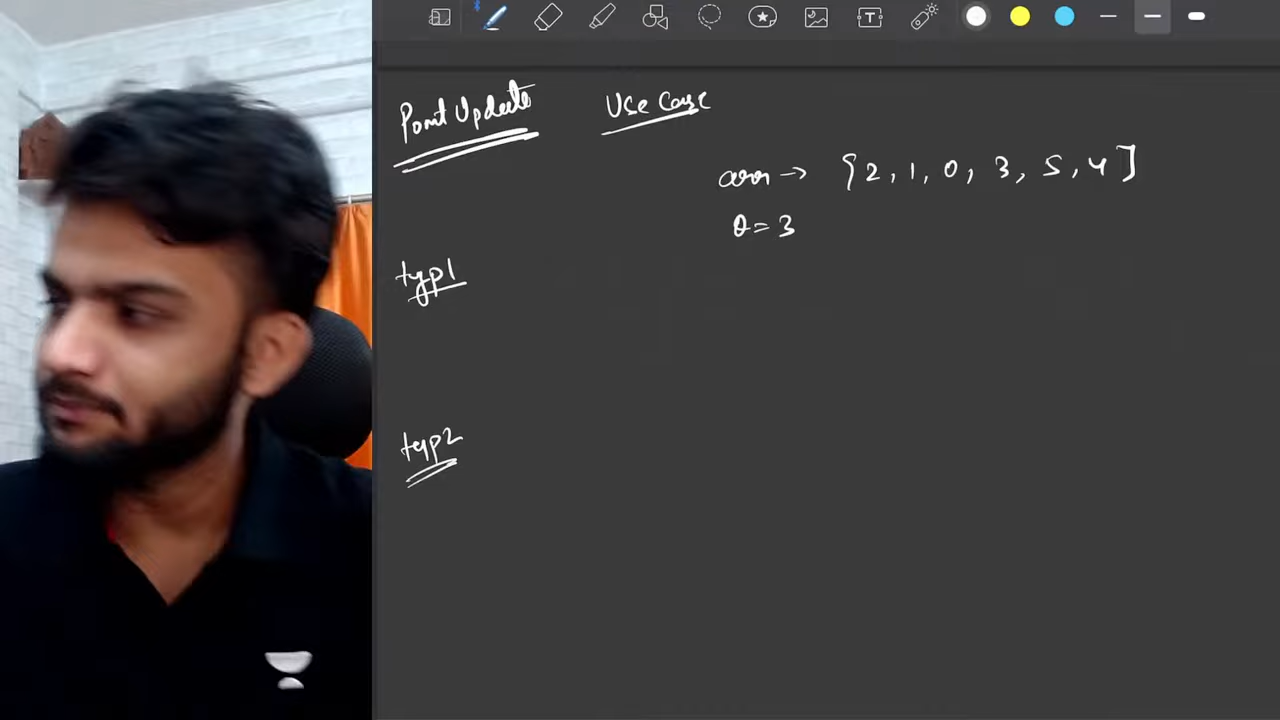 Point Update Use Case
arr → [2, 1, 0, 3, 5, 4]
Q = 3
typ1
typ2